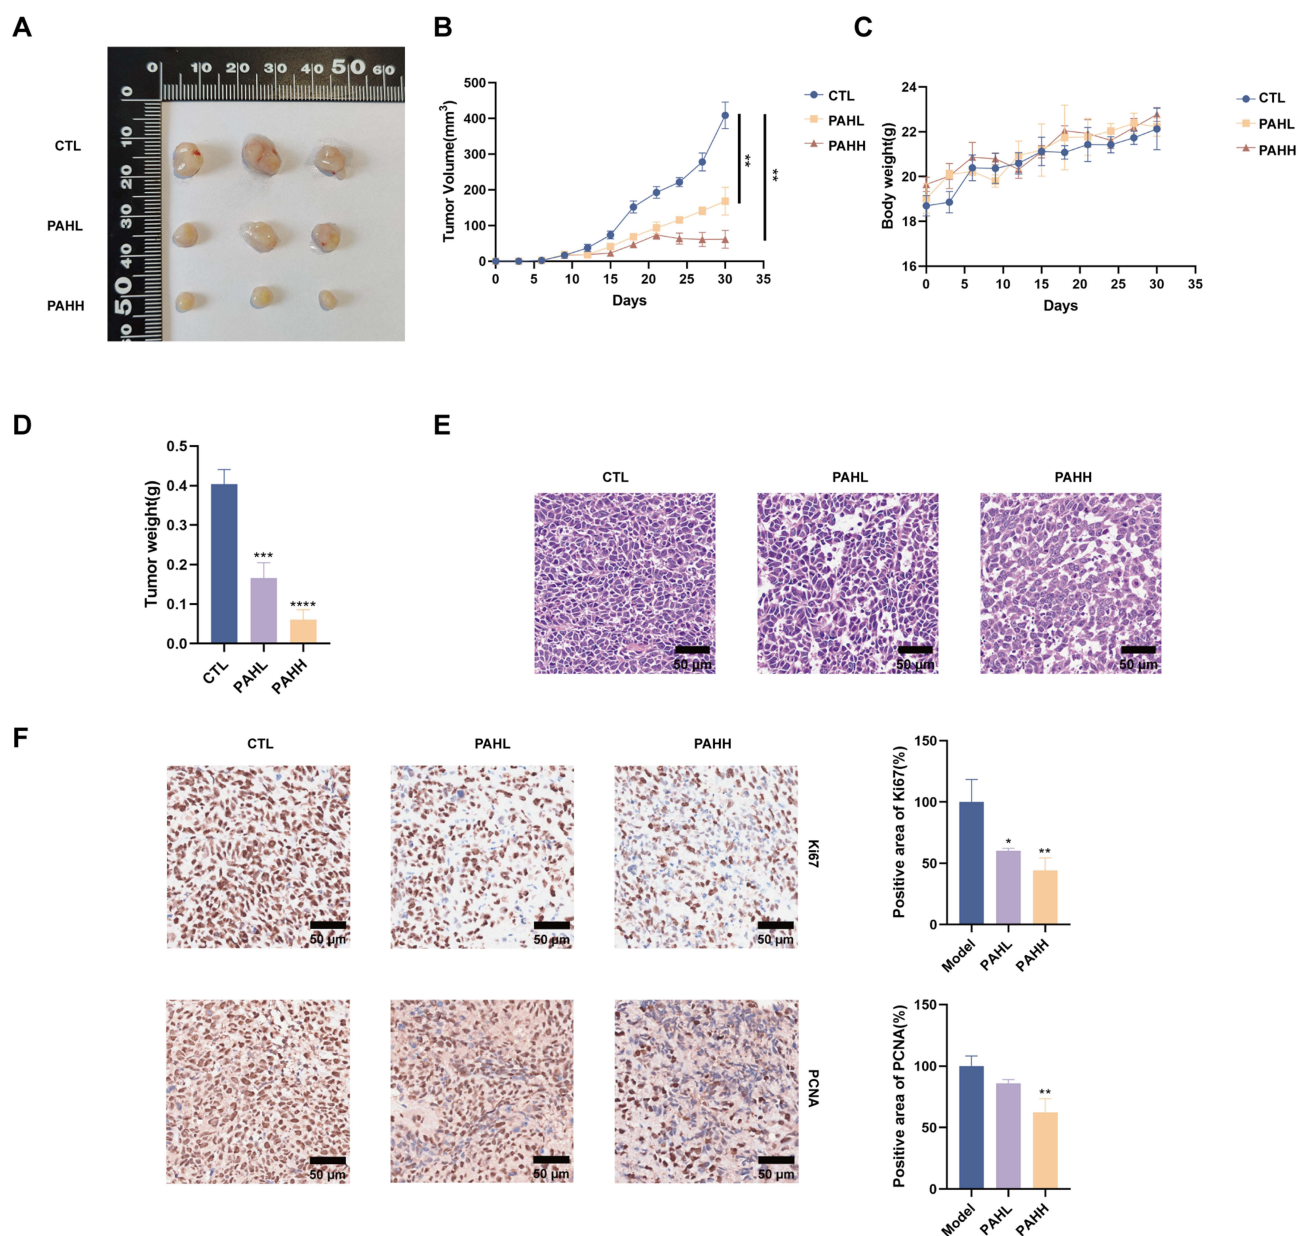 A
0 10 20 30 40 50 60
0
10
20
30
40
50
CTL
PAHL
PAHH
B
500
400
300
200
100
0
0 5 10 15 20 25 30 35
Tumor Volume(mm³)
Days
CTL
PAHL
PAHH
**
**
C
24
22
20
18
16
0 5 10 15 20 25 30 35
Body weight(g)
Days
CTL
PAHL
PAHH
D
0.5
0.4
0.3
0.2
0.1
0.0
Tumor weight(g)
***
****
CTL PAHL PAHH
E
CTL PAHL PAHH
50 μm 50 μm 50 μm
F
CTL PAHL PAHH
50 μm 50 μm 50 μm
Ki67
150
100
50
0
Positive area of Ki67(%)
*
**
Model PAHL PAHH
50 μm 50 μm 50 μm
PCNA
150
100
50
0
Positive area of PCNA(%)
**
Model PAHL PAHH